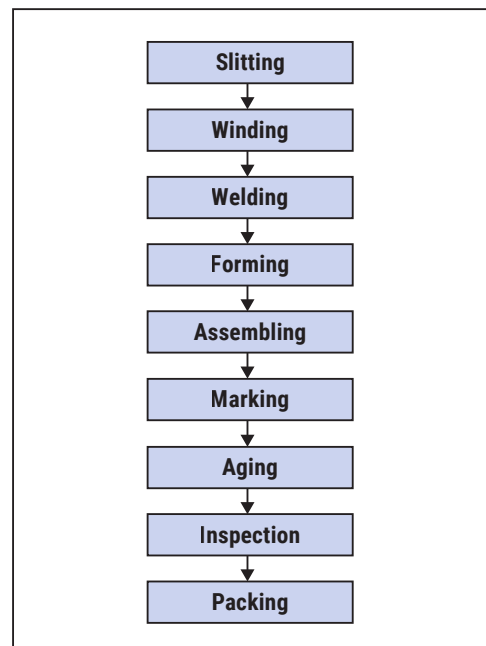 Slitting
Winding
Welding
Forming
Assembling
Marking
Aging
Inspection
Packing